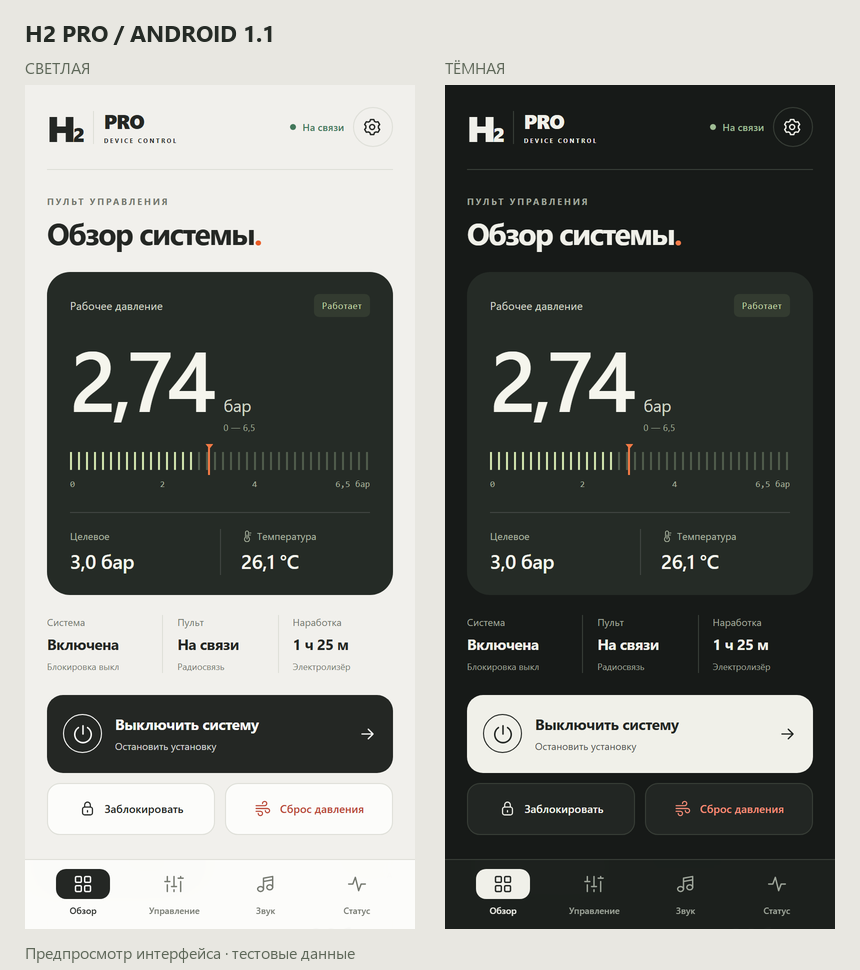 H2 PRO / ANDROID 1.1
СВЕТЛАЯ
H2 PRO
DEVICE CONTROL
На связи
ПУЛЬТ УПРАВЛЕНИЯ
Обзор системы.
Рабочее давление
Работает
2,74 бар
0 — 6,5
0 2 4 6,5 бар
Целевое
3,0 бар
Температура
26,1 °C
Система
Включена
Блокировка выкл
Пульт
На связи
Радиосвязь
Наработка
1 ч 25 м
Электролизёр
Выключить систему
Остановить установку
Заблокировать
Сброс давления
Обзор
Управление
Звук
Статус
ТЁМНАЯ
H2 PRO
DEVICE CONTROL
На связи
ПУЛЬТ УПРАВЛЕНИЯ
Обзор системы.
Рабочее давление
Работает
2,74 бар
0 — 6,5
0 2 4 6,5 бар
Целевое
3,0 бар
Температура
26,1 °C
Система
Включена
Блокировка выкл
Пульт
На связи
Радиосвязь
Наработка
1 ч 25 м
Электролизёр
Выключить систему
Остановить установку
Заблокировать
Сброс давления
Обзор
Управление
Звук
Статус
Предпросмотр интерфейса · тестовые данные